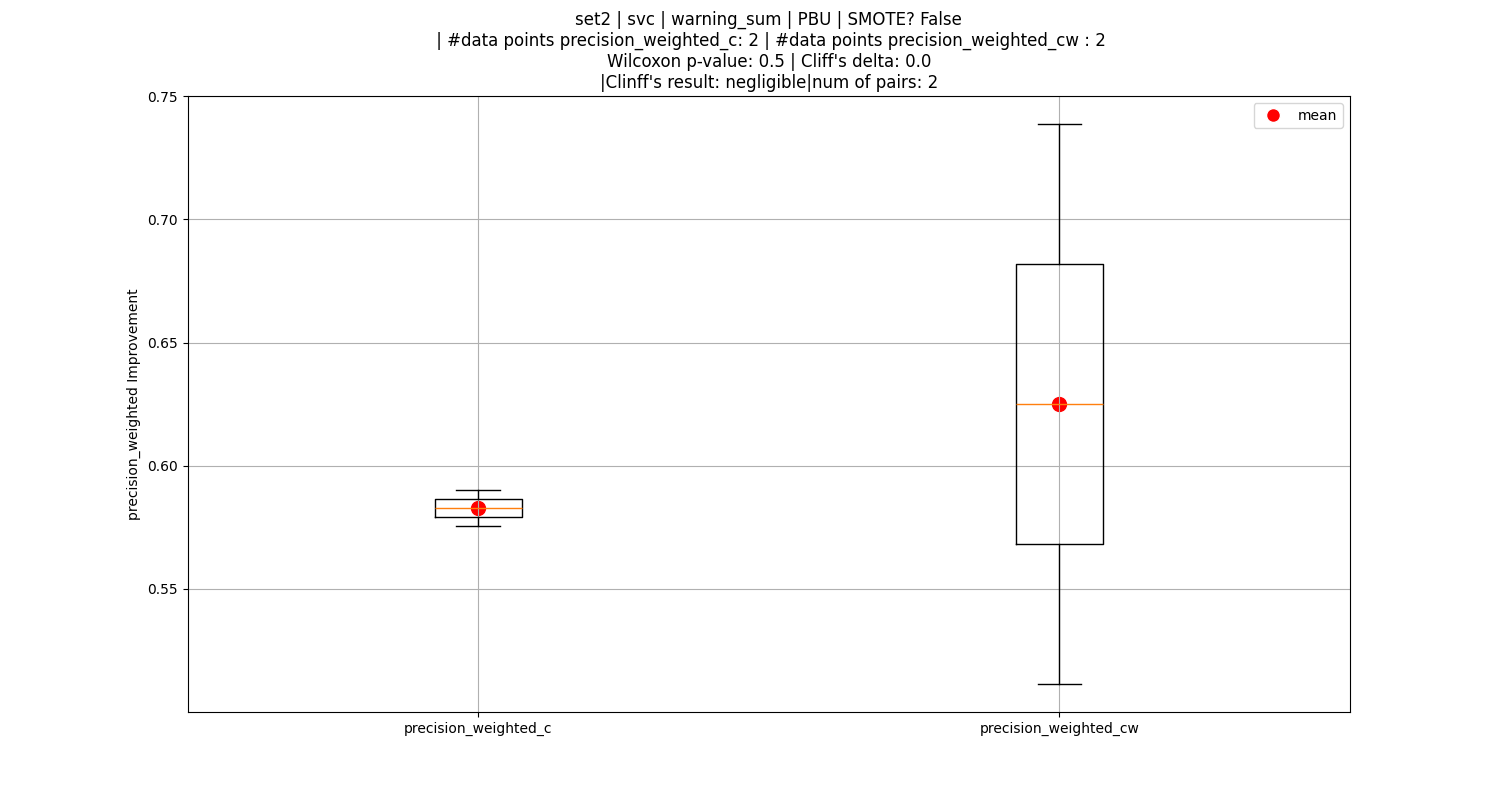 set2 | svc | warning_sum | PBU | SMOTE? False
| #data points precision_weighted_c: 2 | #data points precision_weighted_cw : 2
Wilcoxon p-value: 0.5 | Cliff's delta: 0.0
|Clinff's result: negligible|num of pairs: 2
mean
precision_weighted Improvement
0.75
0.70
0.65
0.60
0.55
precision_weighted_c
precision_weighted_cw